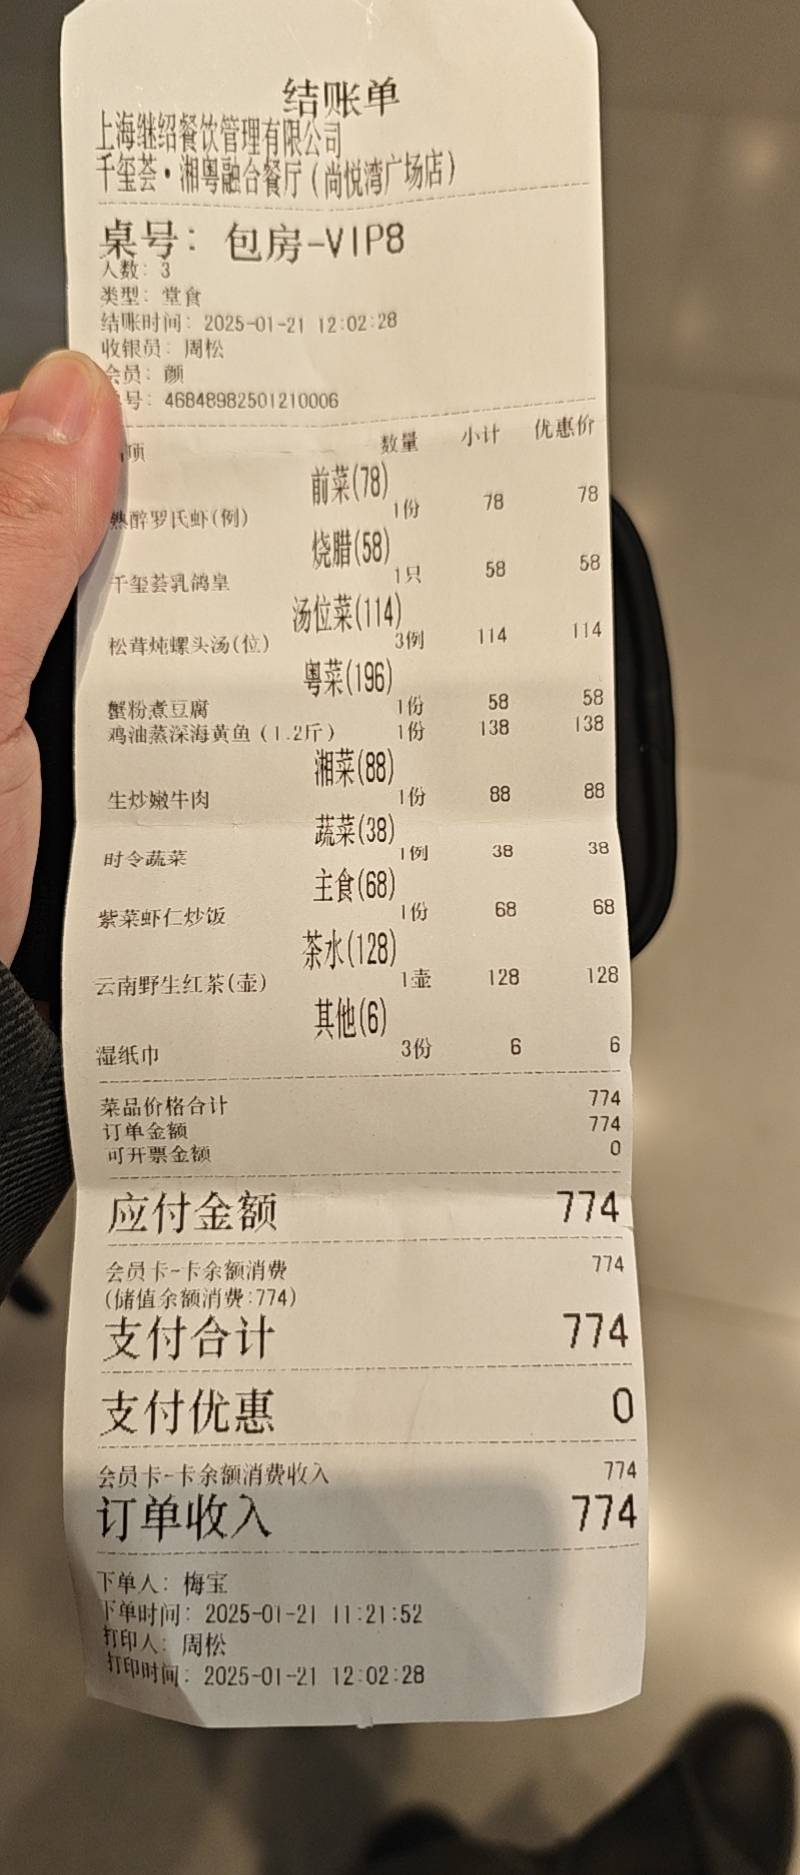 结账单
上海继绍餐饮管理有限公司
千玺荟·湘粤融合餐厅(尚悦湾广场店)
桌号: 包房-VIP8
人数: 3
类型: 堂食
结账时间: 2025-01-21 12:02:28
收银员: 周松
会员: 颜
号: 46848982501210006
项 数量 小计 优惠价
前菜(78)
熟醉罗氏虾(例) 1份 78 78
烧腊(58)
千玺荟乳鸽皇 1只 58 58
汤位菜(114)
松茸炖螺头汤(位) 3例 114 114
粤菜(196)
蟹粉煮豆腐 1份 58 58
鸡油蒸深海黄鱼(1.2斤) 1份 138 138
湘菜(88)
生炒嫩牛肉 1份 88 88
蔬菜(38)
时令蔬菜 1例 38 38
主食(68)
紫菜虾仁炒饭 1份 68 68
茶水(128)
云南野生红茶(壶) 1壶 128 128
其他(6)
湿纸巾 3份 6 6
菜品价格合计 774
订单金额 774
可开票金额 0
应付金额 774
会员卡-卡余额消费 774
(储值余额消费:774)
支付合计 774
支付优惠 0
会员卡-卡余额消费收入 774
订单收入 774
下单人: 梅宝
下单时间: 2025-01-21 11:21:52
打印人: 周松
打印时间: 2025-01-21 12:02:28